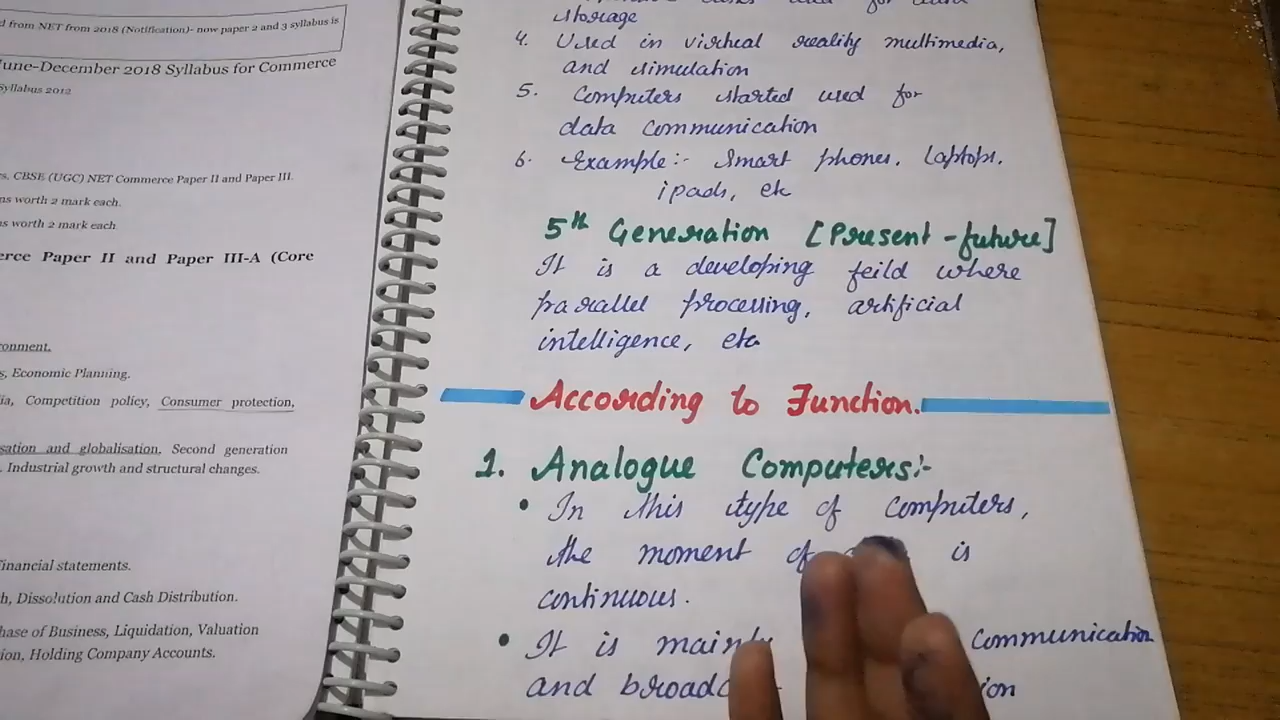 d from NET from 2018 (Notification)- now paper 2 and 3 syllabus is
une-December 2018 Syllabus for Commerce
Syllabus 2012
s, CBSE (UGC) NET Commerce Paper II and Paper III.
ns worth 2 mark each.
ns worth 2 mark each
erce Paper II and Paper III-A (Core
ronment.
s, Economic Planning.
ia, Competition policy, Consumer protection,
sation and globalisation, Second generation
. Industrial growth and structural changes.
inancial statements.
h, Dissolution and Cash Distribution.
hase of Business, Liquidation, Valuation
ion, Holding Company Accounts.
storage
4. Used in virtual reality multimedia,
and simulation
5. Computers started used for
data communication
6. Example:- Smart phones. Laptops.
ipads, etc
5th Generation [Present-future]
It is a developing feild where
parallel processing, artificial
intelligence, etc
According to Function.
1. Analogue Computers:-
• In this type of computers,
the moment of is
continuous.
• It is mainly communication
and broadc ion